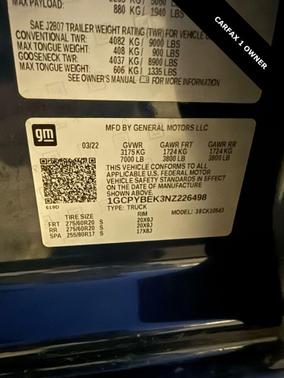 MAX PAYLOAD:
880 KG / 1940 LBS
SAE J2807 TRAILER WEIGHT RATING (TWR) FOR VEHICLE
CONVENTIONAL TWR: 4082 KG / 9000 LBS
MAX TONGUE WEIGHT: 408 KG / 900 LBS
GOOSENECK TWR: 4037 KG / 8900 LBS
MAX TONGUE WEIGHT: 606 KG / 1335 LBS
SEE OWNER'S MANUAL FOR MORE INFORMATION
CARFAX 1 OWNER
gm
MFD BY GENERAL MOTORS LLC
03/22 GVWR GAWR FRT GAWR RR
3175 KG 1724 KG 1724 KG
7000 LB 3800 LB 3800 LB
THIS VEHICLE CONFORMS TO ALL
APPLICABLE U.S. FEDERAL MOTOR
VEHICLE SAFETY
STANDARDS IN EFFECT ON THE DATE OF
MANUFACTURE SHOWN ABOVE.
1GCPYBEK3NZ226498
TYPE: TRUCK MODEL:
TIRE SIZE RIM
FRT 275/60R20 S 20X9J
RR 275/60R20 S 20X9J
SPA 255/80R17 S 17X8J